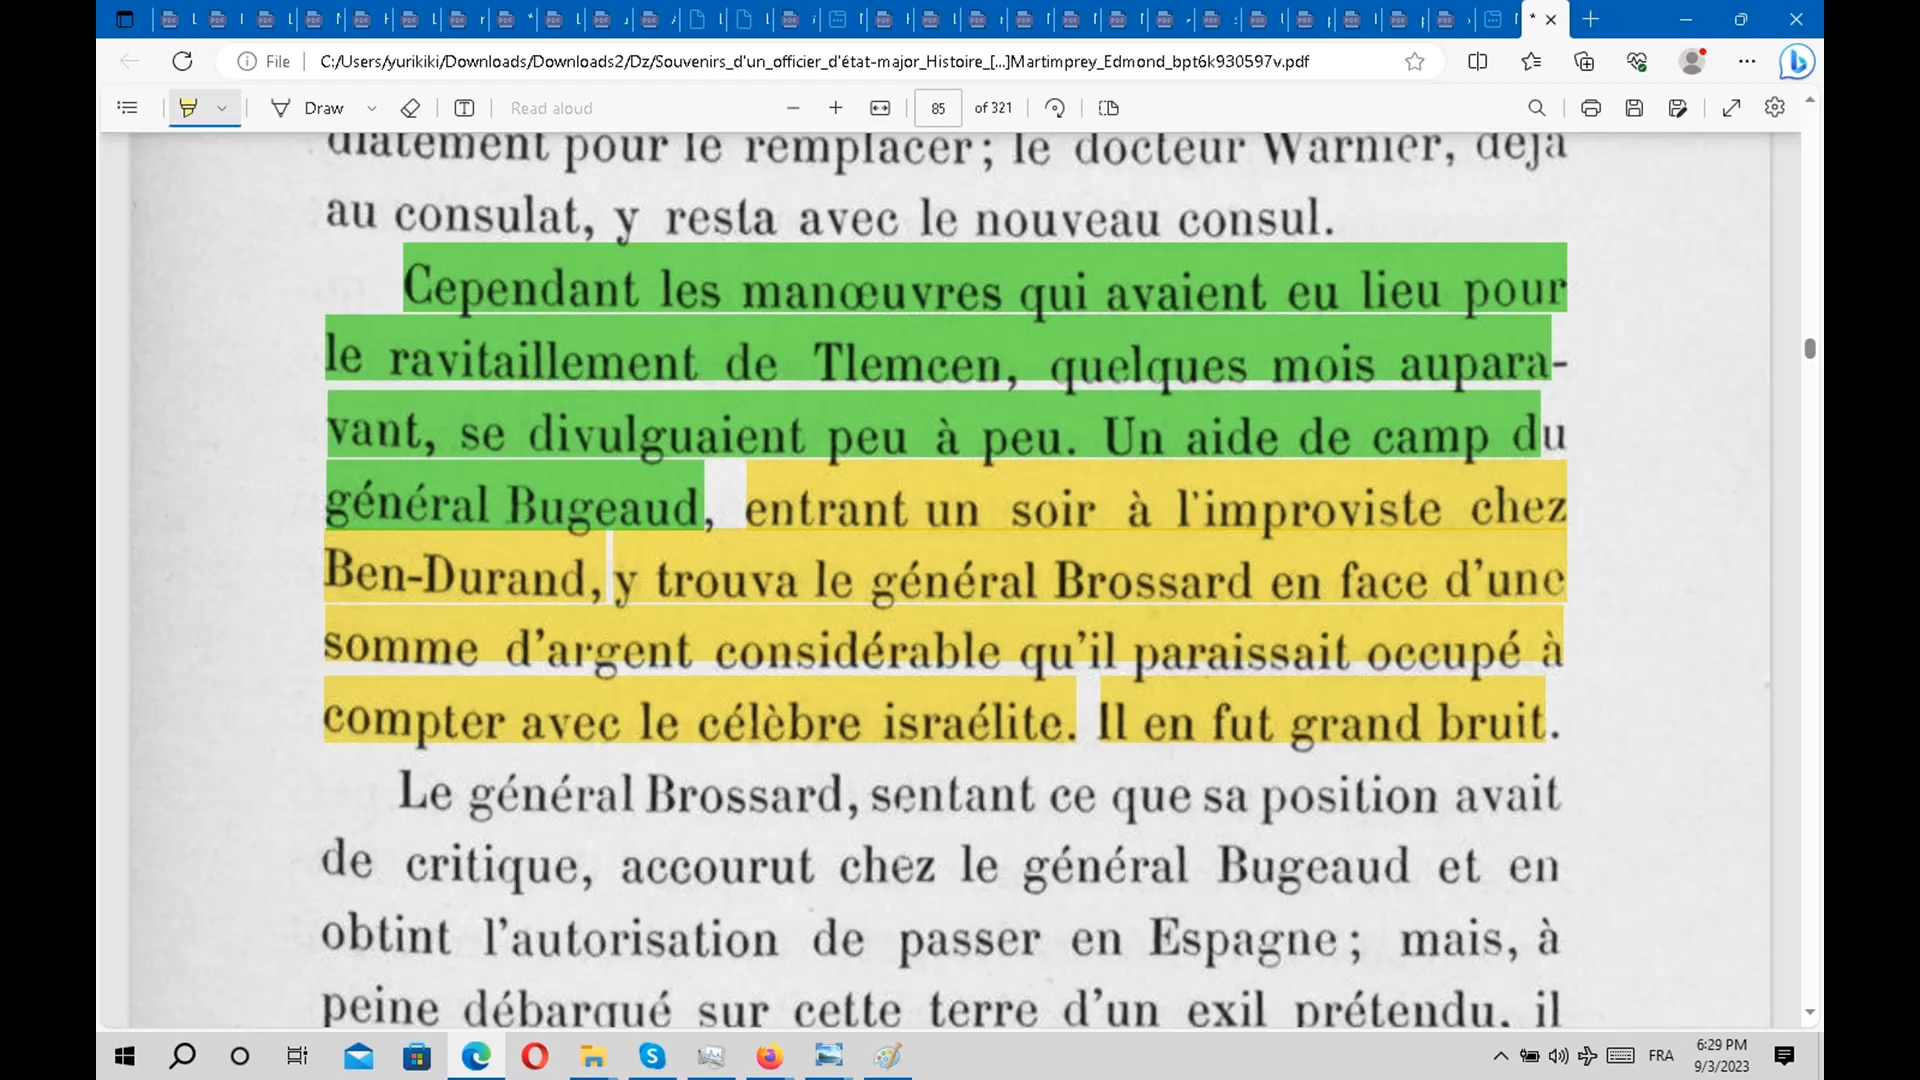 File
C:/Users/yurikiki/Downloads/Downloads2/Dz/Souvenirs_d'un_officier_d'état-major_Histoire_[...]Martimprey_Edmond_bpt6k930597v.pdf
Draw
Read aloud
85
of 321
diatement pour le remplacer; le docteur Warnier, déjà
au consulat, y resta avec le nouveau consul.
Cependant les manœuvres qui avaient eu lieu pour
le ravitaillement de Tlemcen, quelques mois aupara-
vant, se divulguaient peu à peu. Un aide de camp du
général Bugeaud, entrant un soir à l'improviste chez
Ben-Durand, y trouva le général Brossard en face d'une
somme d'argent considérable qu'il paraissait occupé à
compter avec le célèbre israélite. Il en fut grand bruit.
Le général Brossard, sentant ce que sa position avait
de critique, accourut chez le général Bugeaud et en
obtint l'autorisation de passer en Espagne; mais, à
peine débarqué sur cette terre d'un exil prétendu, il
FRA
6:29 PM
9/3/2023